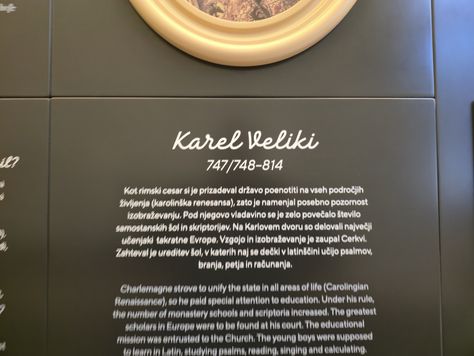 Karel Veliki
747/748–814
Kot rimski cesar si je prizadeval državo poenotiti na vseh področjih
življenja (karolinška renesansa), zato je namenjal posebno pozornost
izobraževanju. Pod njegovo vladavino se je zelo povečalo število
samostanskih šol in skriptorijev. Na Karlovem dvoru so delovali največji
učenjaki takratne Evrope. Vzgojo in izobraževanje je zaupal Cerkvi.
Zahteval je ureditev šol, v katerih naj se dečki v latinščini učijo psalmov,
branja, petja in računanja.
Charlemagne strove to unify the state in all areas of life (Carolingian
Renaissance), so he paid special attention to education. Under his rule,
the number of monastery schools and scriptoria increased. The greatest
scholars in Europe were to be found at his court. The educational
mission was entrusted to the Church. The young boys were supposed
to learn in Latin, studying psalms, reading, singing and calculating.